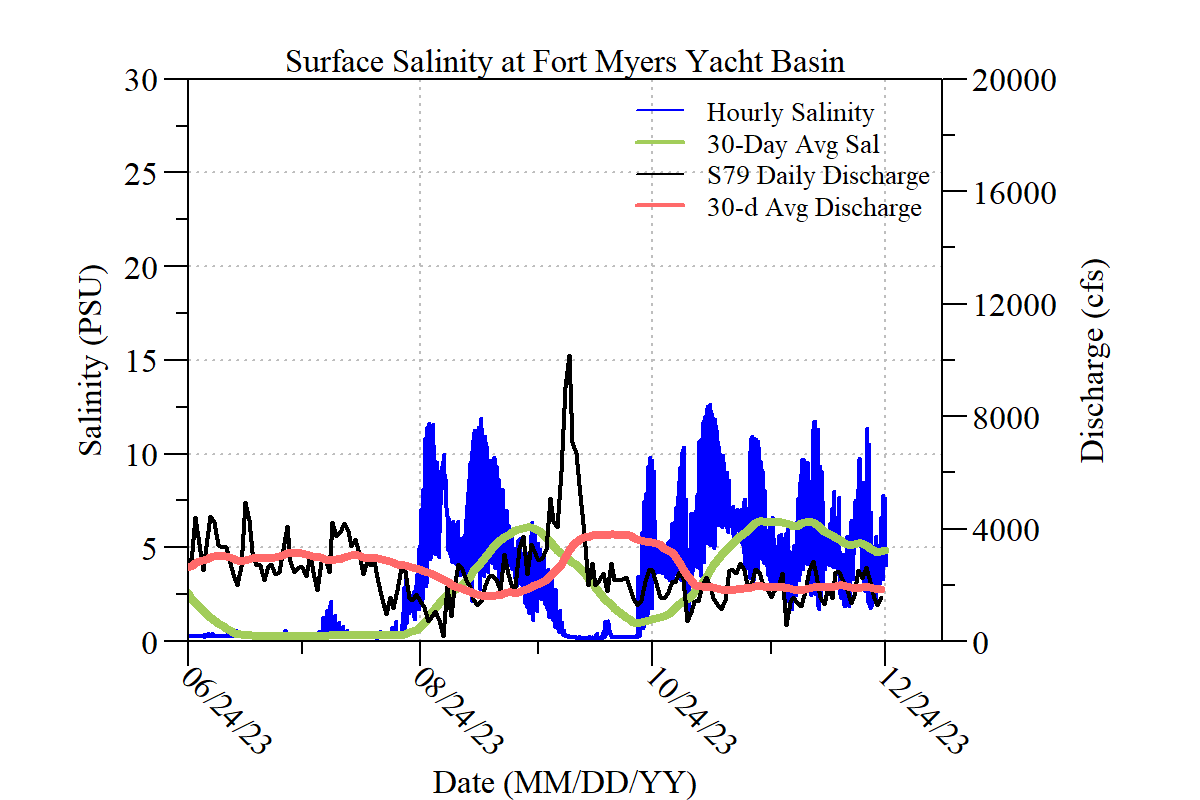 Surface Salinity at Fort Myers Yacht Basin
30
25
20
15
10
5
0
Salinity (PSU)
Hourly Salinity
30-Day Avg Sal
S79 Daily Discharge
30-d Avg Discharge
20000
16000
12000
8000
4000
0
Discharge (cfs)
06/24/23
08/24/23
10/24/23
12/24/23
Date (MM/DD/YY)